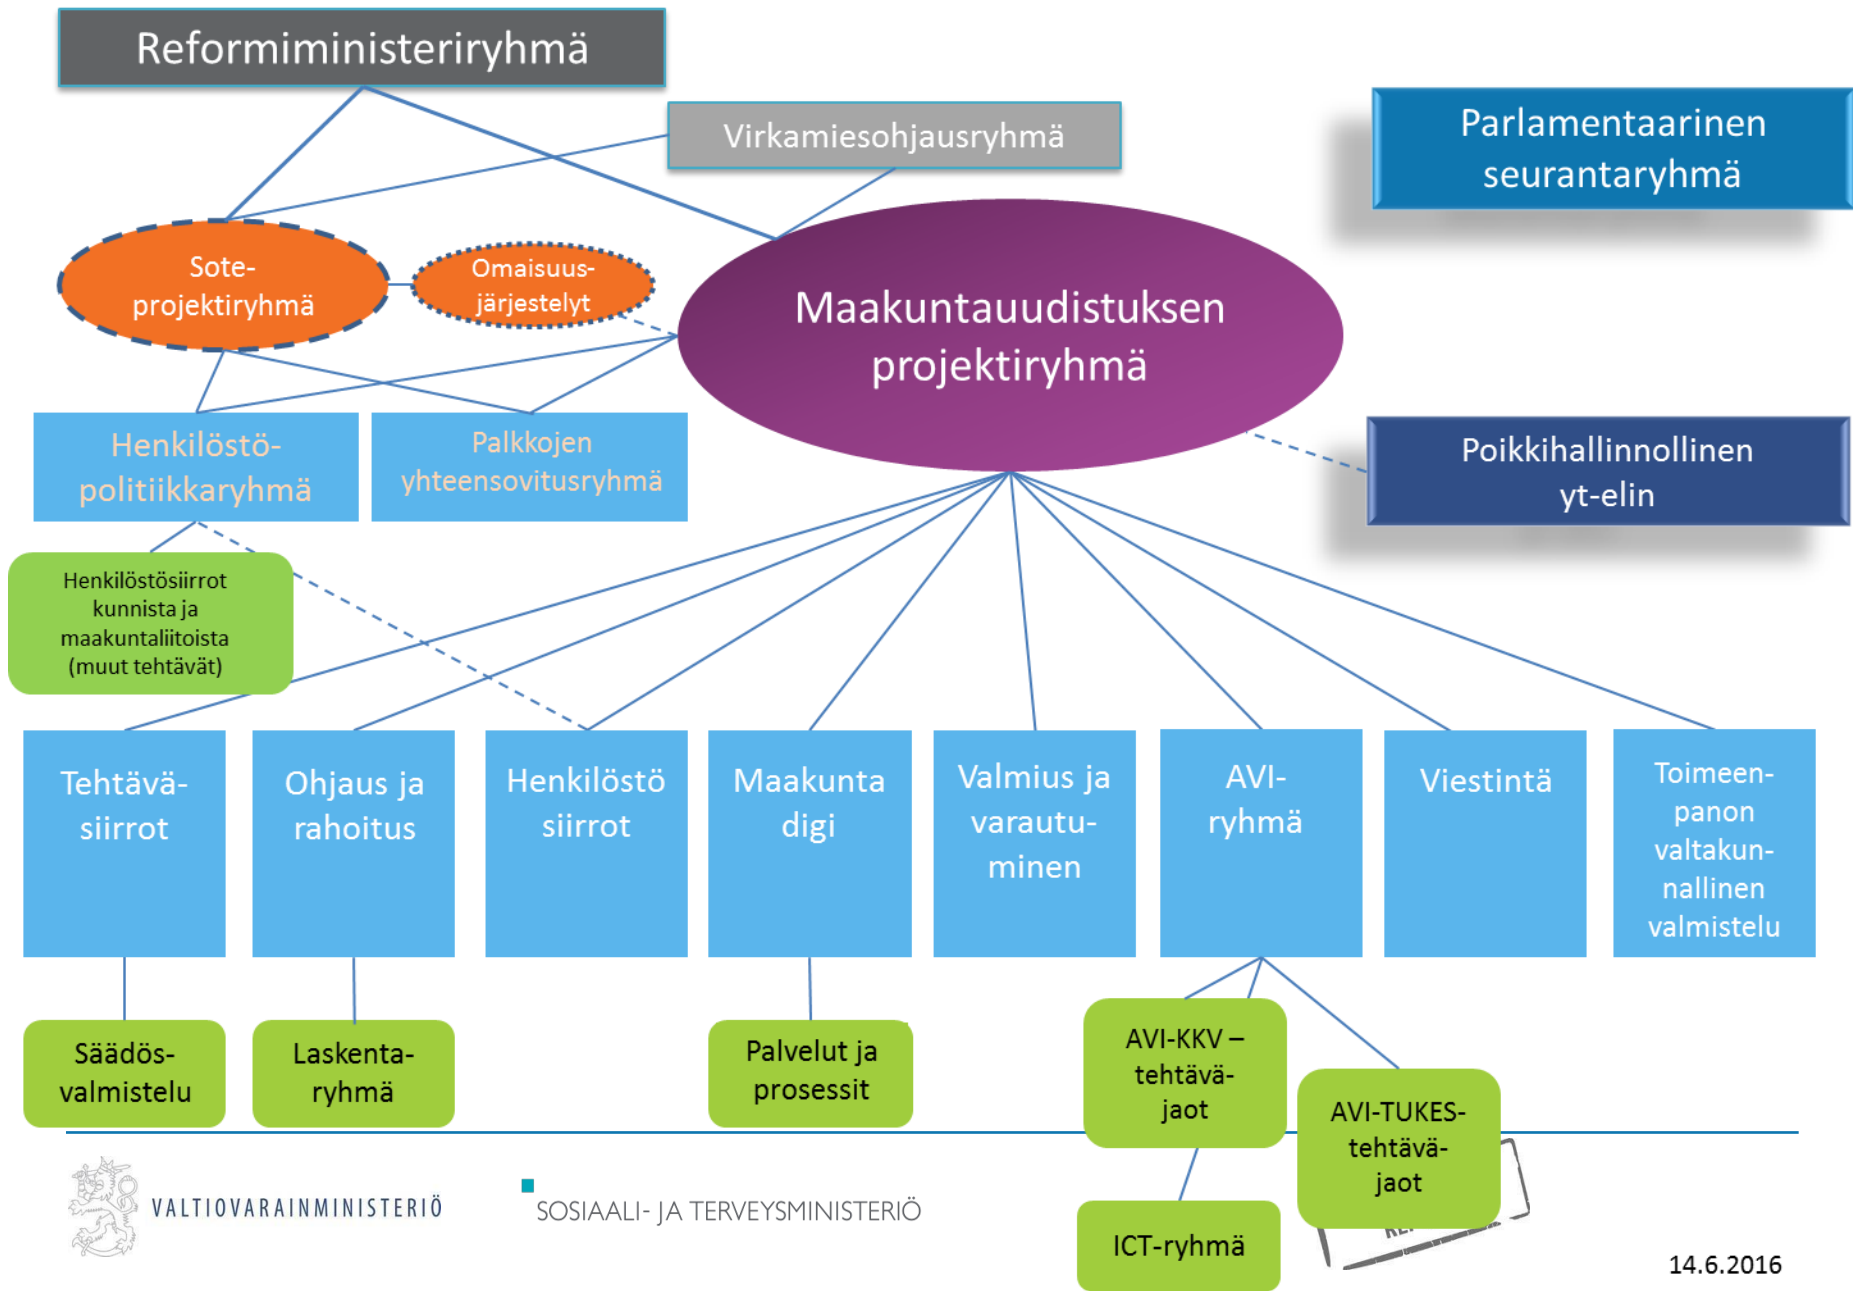 Reformiministeriryhmä
Virkamiesohjausryhmä
Parlamentaarinen
seurantaryhmä
Sote-
projektiryhmä
Omaisuus-
järjestelyt
Maakuntauudistuksen
projektiryhmä
Henkilöstö-
politiikkaryhmä
Palkkojen
yhteensovitusryhmä
Poikkihallinnollinen
yt-elin
Henkilöstösiirrot
kunnista ja
maakuntaliitoista
(muut tehtävät)
Tehtävä-
siirrot
Ohjaus ja
rahoitus
Henkilöstö
siirrot
Maakunta
digi
Valmius ja
varautu-
minen
AVI-
ryhmä
Viestintä
Toimeen-
panon
valtakun-
nallinen
valmistelu
Säädös-
valmistelu
Laskenta-
ryhmä
Palvelut ja
prosessit
AVI-KKV –
tehtävä-
jaot
AVI-TUKES-
tehtävä-
jaot
ICT-ryhmä
VALTIOVARAINMINISTERIÖ
SOSIAALI- JA TERVEYSMINISTERIÖ
14.6.2016